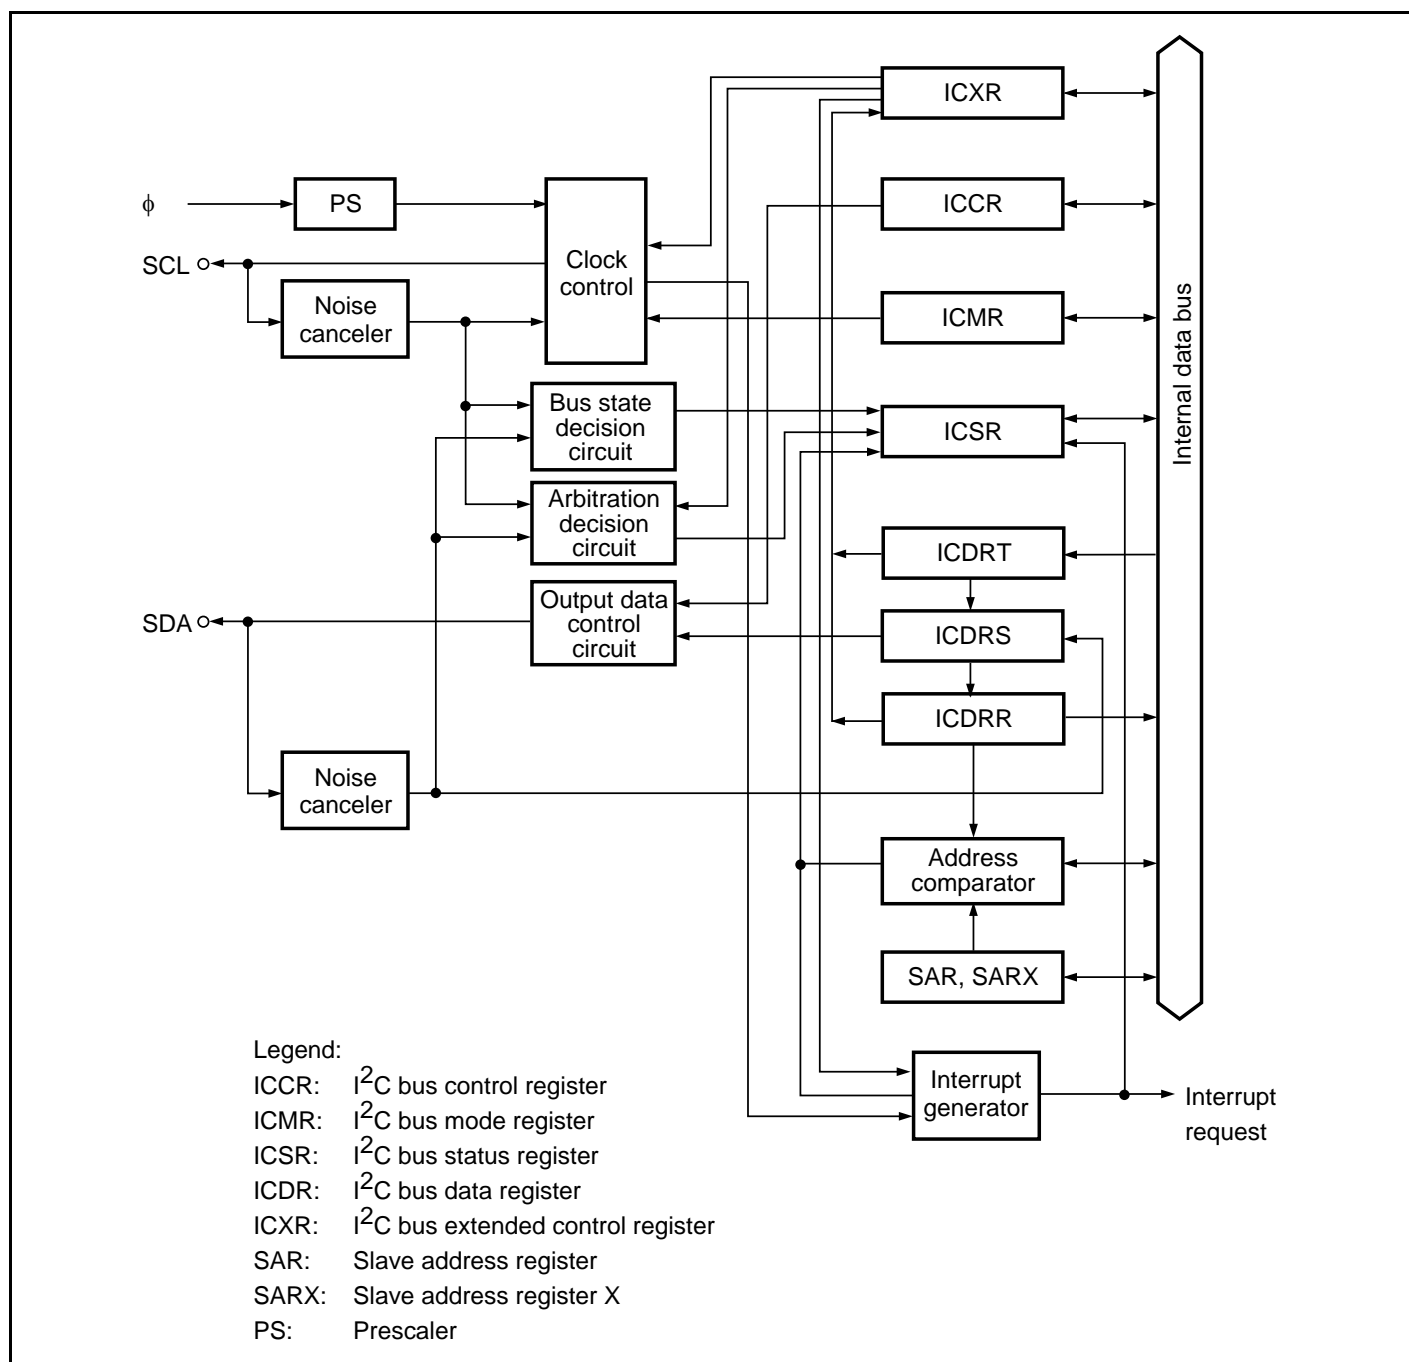 ICXR
ϕ
PS
ICCR
SCL
Clock
control
Noise
canceler
ICMR
Internal data bus
Bus state
decision
circuit
ICSR
Arbitration
decision
circuit
ICDRT
SDA
Output data
control
circuit
ICDRS
ICDRR
Noise
canceler
Address
comparator
SAR, SARX
Interrupt
generator
Interrupt
request
Legend:
ICCR: I²C bus control register
ICMR: I²C bus mode register
ICSR: I²C bus status register
ICDR: I²C bus data register
ICXR: I²C bus extended control register
SAR: Slave address register
SARX: Slave address register X
PS: Prescaler